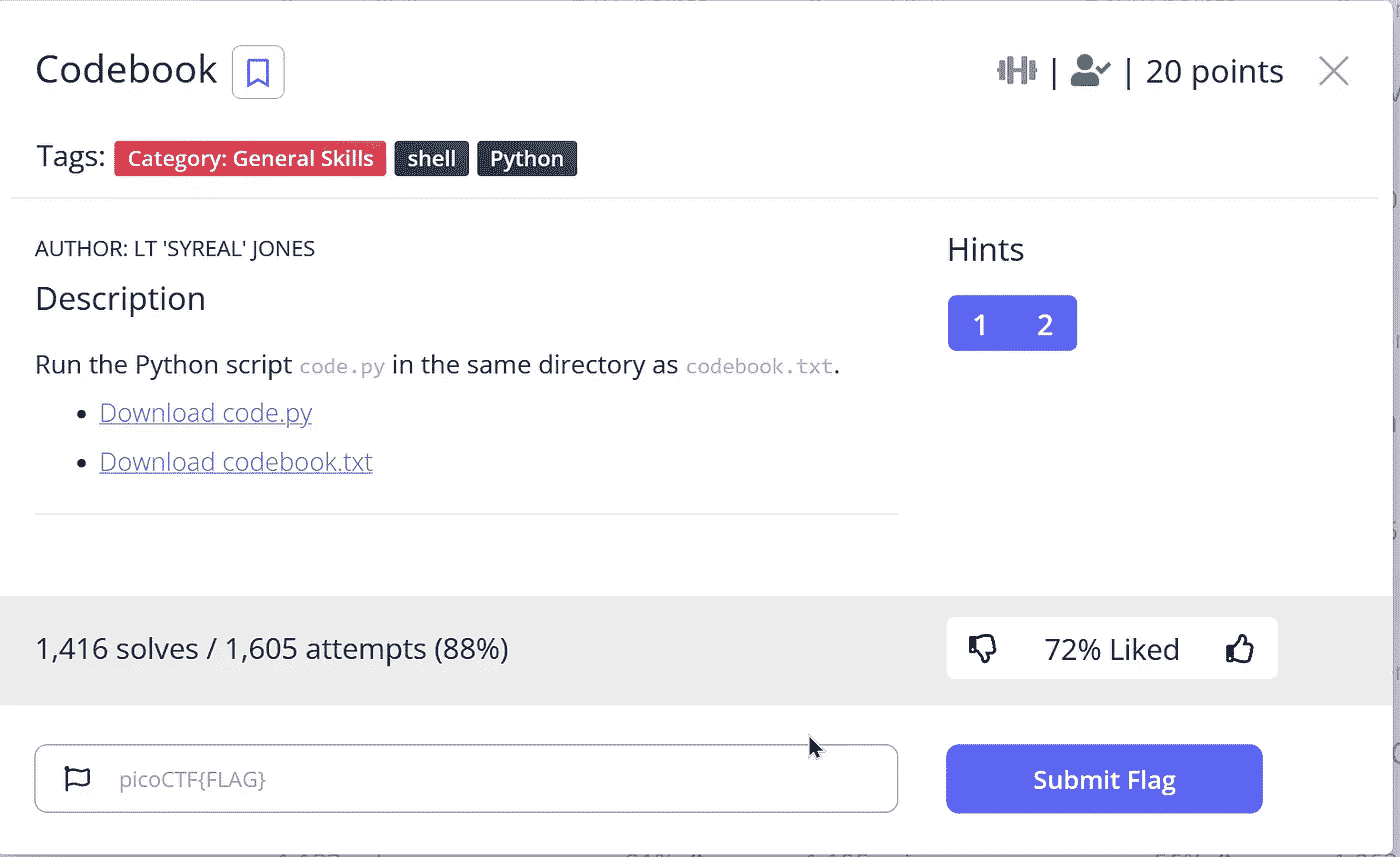 Codebook | | 20 points
Tags: Category: General Skills shell Python
AUTHOR: LT 'SYREAL' JONES
Description
Run the Python script code.py in the same directory as codebook.txt.
Download code.py
Download codebook.txt
Hints
1 2
1,416 solves / 1,605 attempts (88%)
72% Liked
picoCTF{FLAG}
Submit Flag